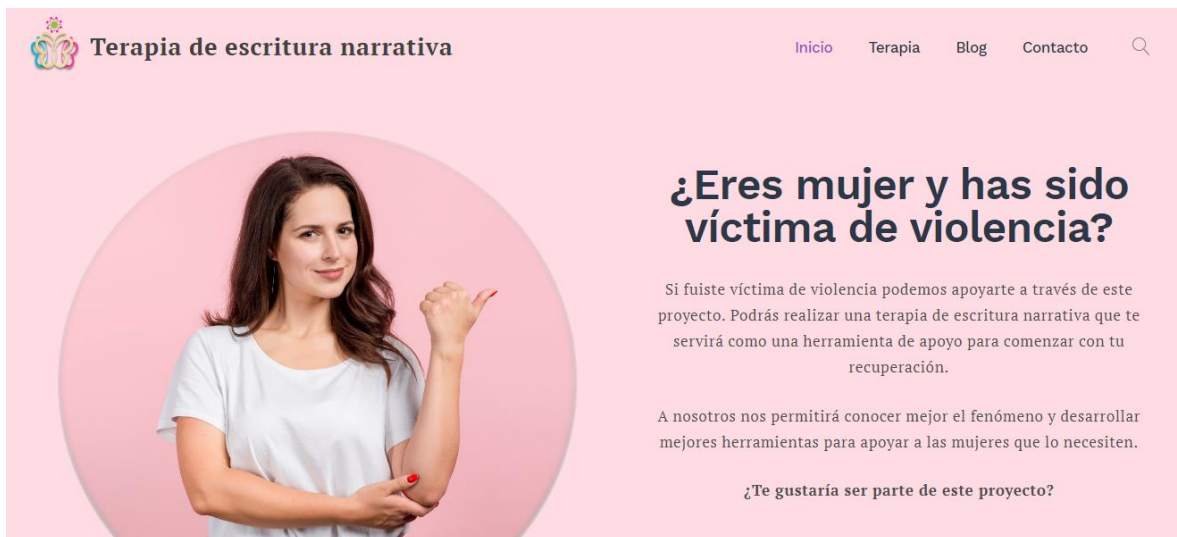 Terapia de escritura narrativa
Inicio Terapia Blog Contacto
¿Eres mujer y has sido
víctima de violencia?
Si fuiste víctima de violencia podemos apoyarte a través de este
proyecto. Podrás realizar una terapia de escritura narrativa que te
servirá como una herramienta de apoyo para comenzar con tu
recuperación.
A nosotros nos permitirá conocer mejor el fenómeno y desarrollar
mejores herramientas para apoyar a las mujeres que lo necesiten.
¿Te gustaría ser parte de este proyecto?